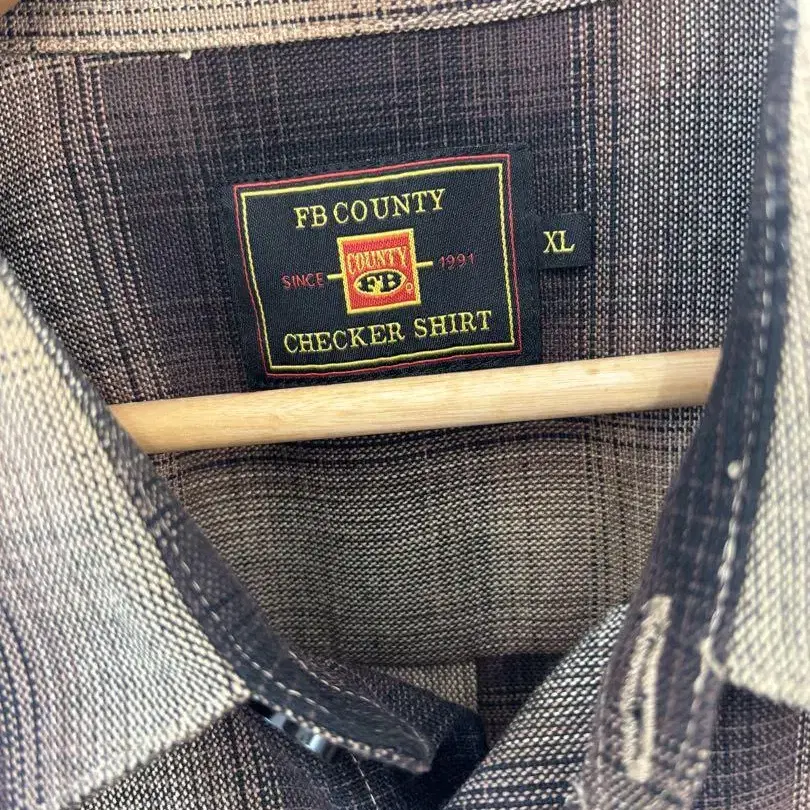 FB COUNTY
COUNTY
SINCE FB 1991
CHECKER SHIRT
XL